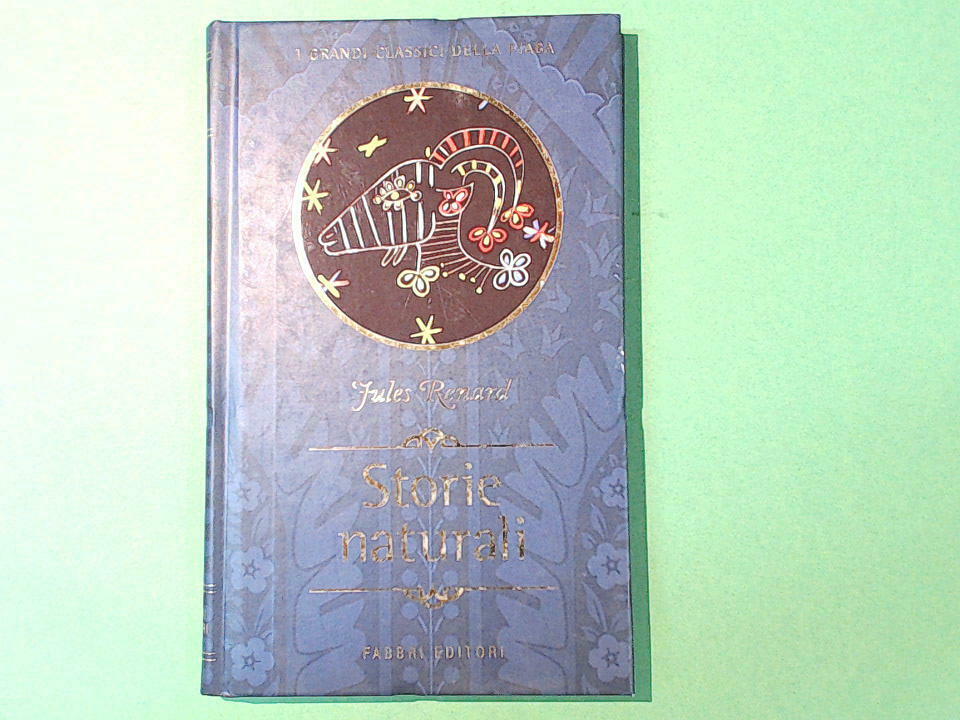 I GRANDI CLASSICI DELLA FIABA
Jules Renard
Storie
naturali
FABBRI EDITORI